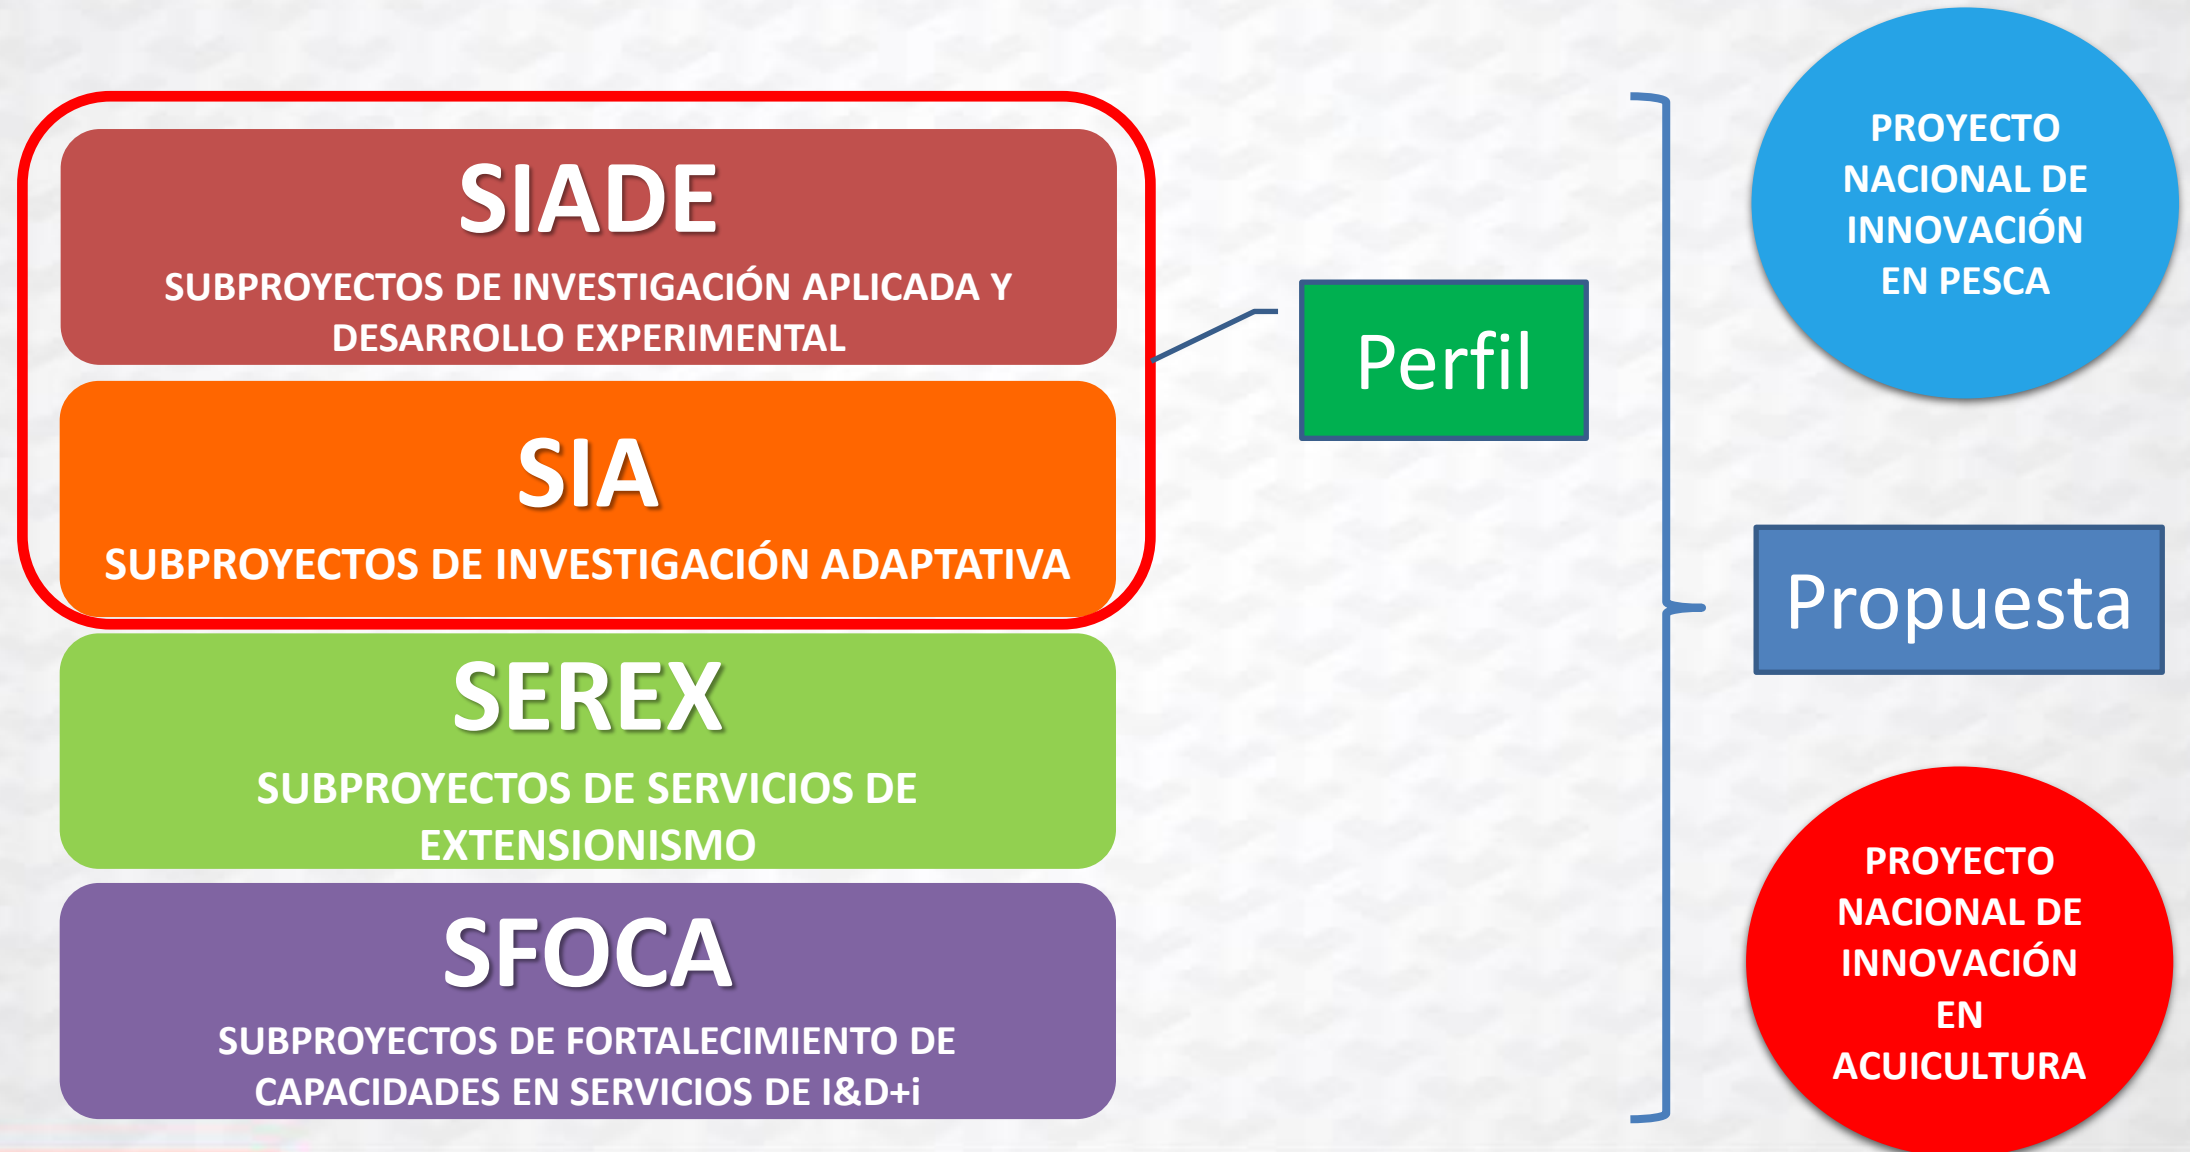 SIADE
SUBPROYECTOS DE INVESTIGACIÓN APLICADA Y
DESARROLLO EXPERIMENTAL
SIA
SUBPROYECTOS DE INVESTIGACIÓN ADAPTATIVA
SEREX
SUBPROYECTOS DE SERVICIOS DE
EXTENSIONISMO
SFOCA
SUBPROYECTOS DE FORTALECIMIENTO DE
CAPACIDADES EN SERVICIOS DE I&D+i
Perfil
PROYECTO
NACIONAL DE
INNOVACIÓN
EN PESCA
Propuesta
PROYECTO
NACIONAL DE
INNOVACIÓN
EN
ACUICULTURA